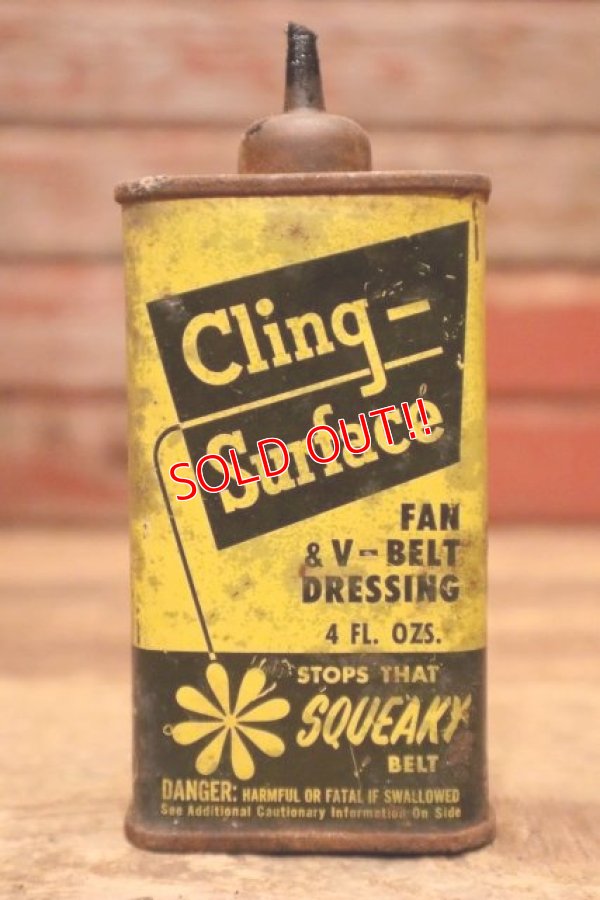 Cling-
Surface
SOLD OUT!!
FAN
& V-BELT
DRESSING
4 FL. OZS.
STOPS THAT
SQUEAKY
BELT
DANGER: HARMFUL OR FATAL IF SWALLOWED
See Additional Cautionary Information On Side